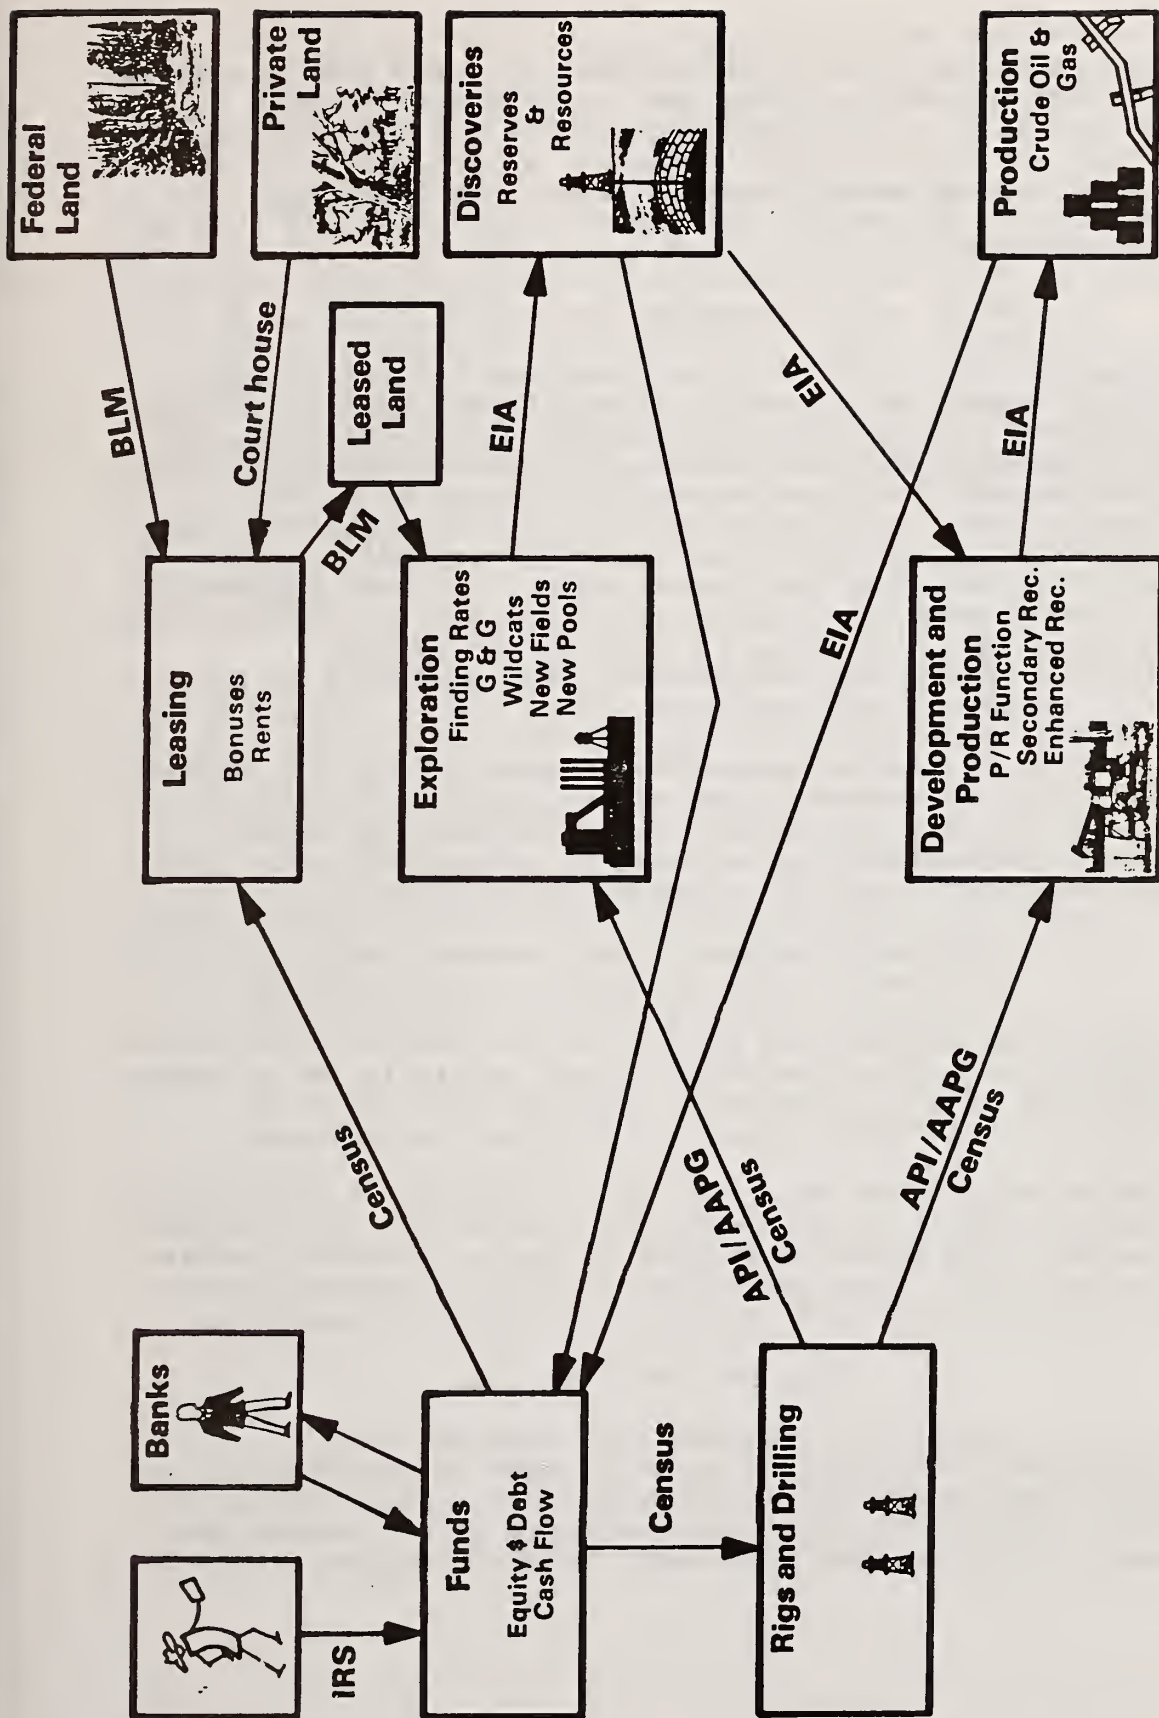 IRS
Banks
Funds
Equity $ Debt
Cash Flow
Census
Rigs and Drilling
Census
API/AAPG
Census
API/AAPG
Census
Leasing
Bonuses
Rents
BLM
Exploration
Finding Rates
G & G
Wildcats
New Fields
New Pools
EIA
Development and
Production
P/R Function
Secondary Rec.
Enhanced Rec.
BLM
Court house
Leased
Land
EIA
EIA
EIA
Federal
Land
Private
Land
Discoveries
Reserves
&
Resources
Production
Crude Oil &
Gas